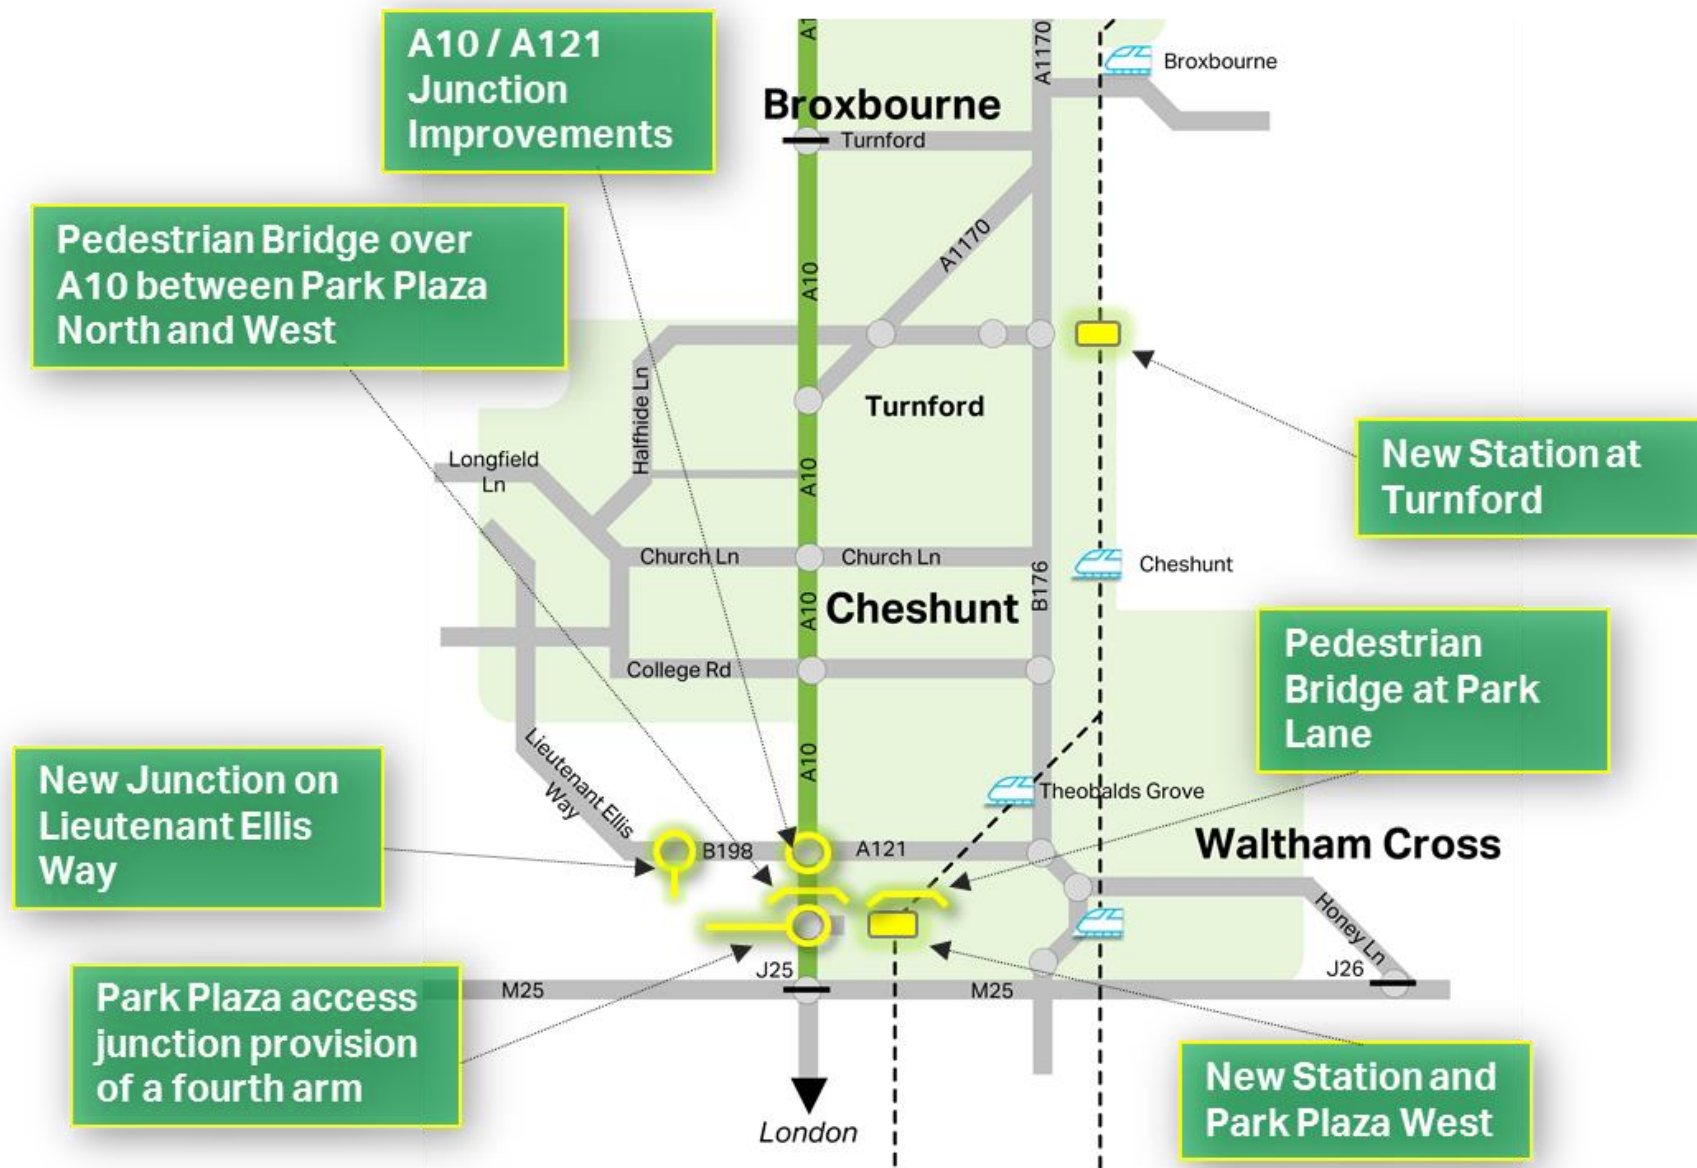 A10 / A121
Junction
Improvements
Pedestrian Bridge over
A10 between Park Plaza
North and West
A1
A1170
Broxbourne
Broxbourne
Turnford
A1170
A10
Turnford
Halfhide Ln
Longfield
Ln
A10
New Station at
Turnford
Church Ln
Church Ln
Cheshunt
B176
A10
Cheshunt
College Rd
Pedestrian
Bridge at Park
Lane
A10
Lieutenant Ellis
Way
New Junction on
Lieutenant Ellis
Way
Theobalds Grove
B198
A121
Waltham Cross
Honey Ln
J25
J26
M25
M25
Park Plaza access
junction provision
of a fourth arm
New Station and
Park Plaza West
London